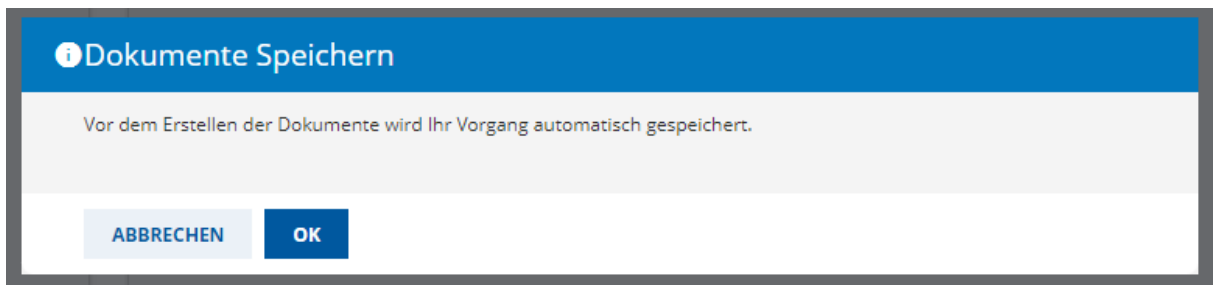 Dokumente Speichern
Vor dem Erstellen der Dokumente wird Ihr Vorgang automatisch gespeichert.
ABBRECHEN
OK